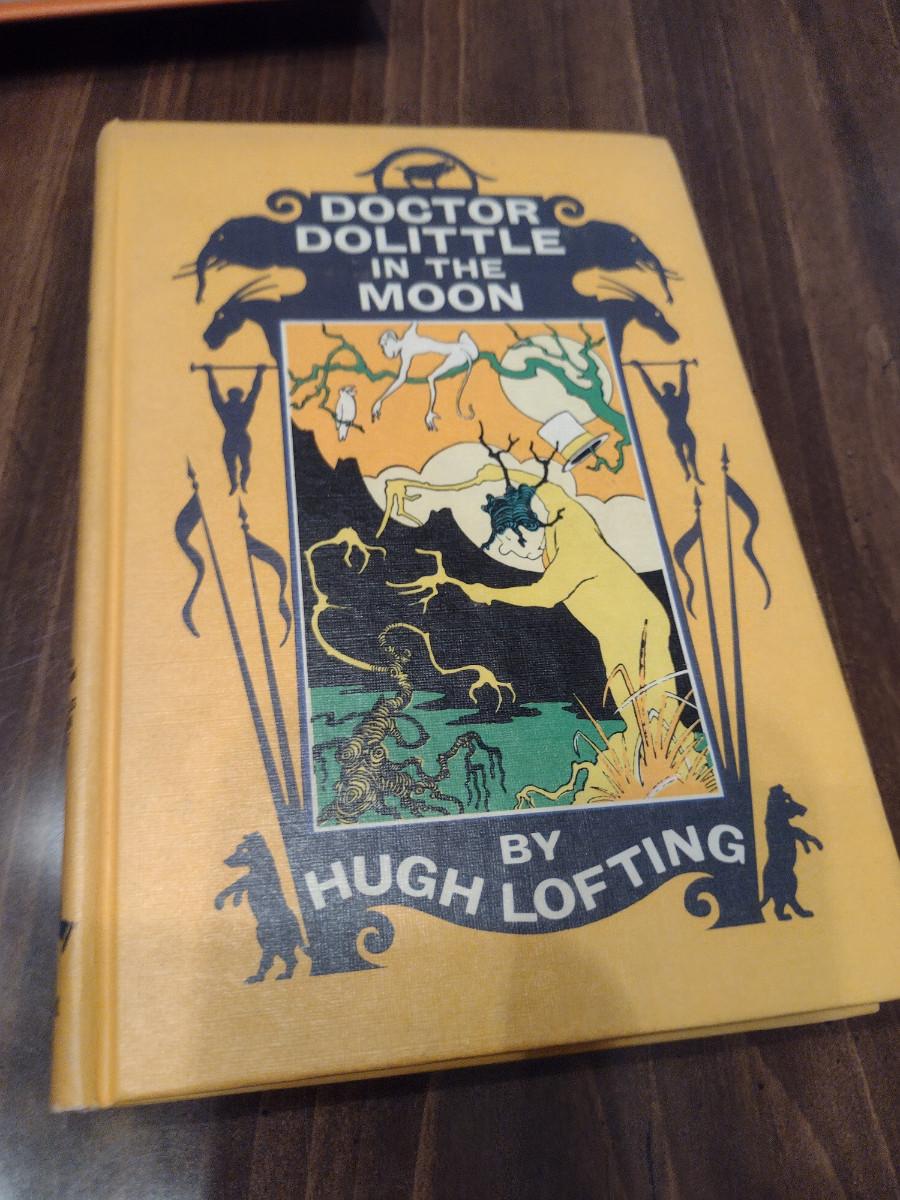 DOCTOR
DOLITTLE
IN THE
MOON
BY
HUGH LOFTING